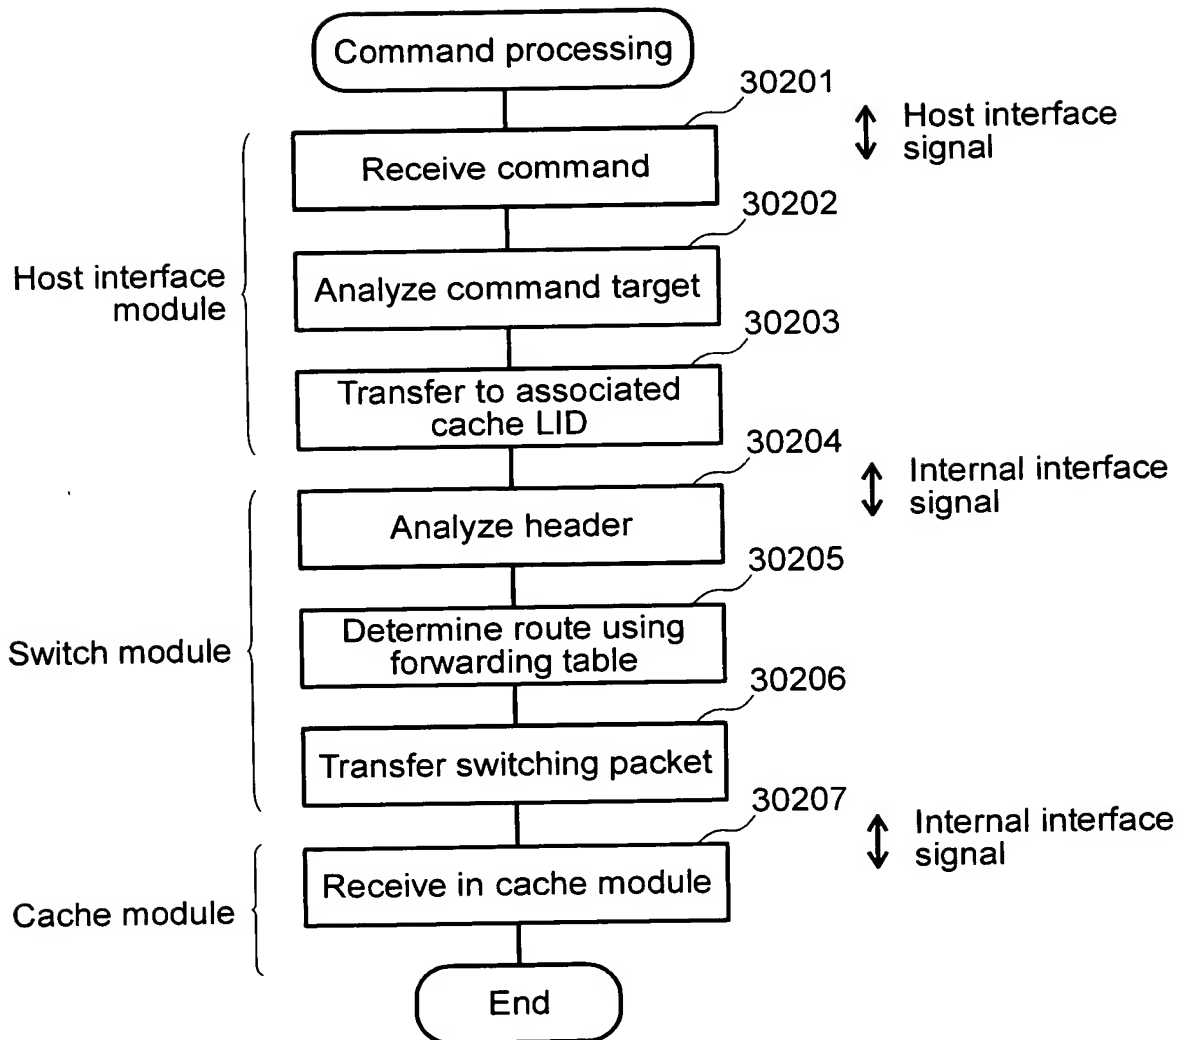 Command processing
30201
Host interface
signal
Receive command
30202
Host interface
module
Analyze command target
30203
Transfer to associated
cache LID
30204
Internal interface
signal
Analyze header
30205
Switch module
Determine route using
forwarding table
30206
Transfer switching packet
30207
Internal interface
signal
Cache module
Receive in cache module
End